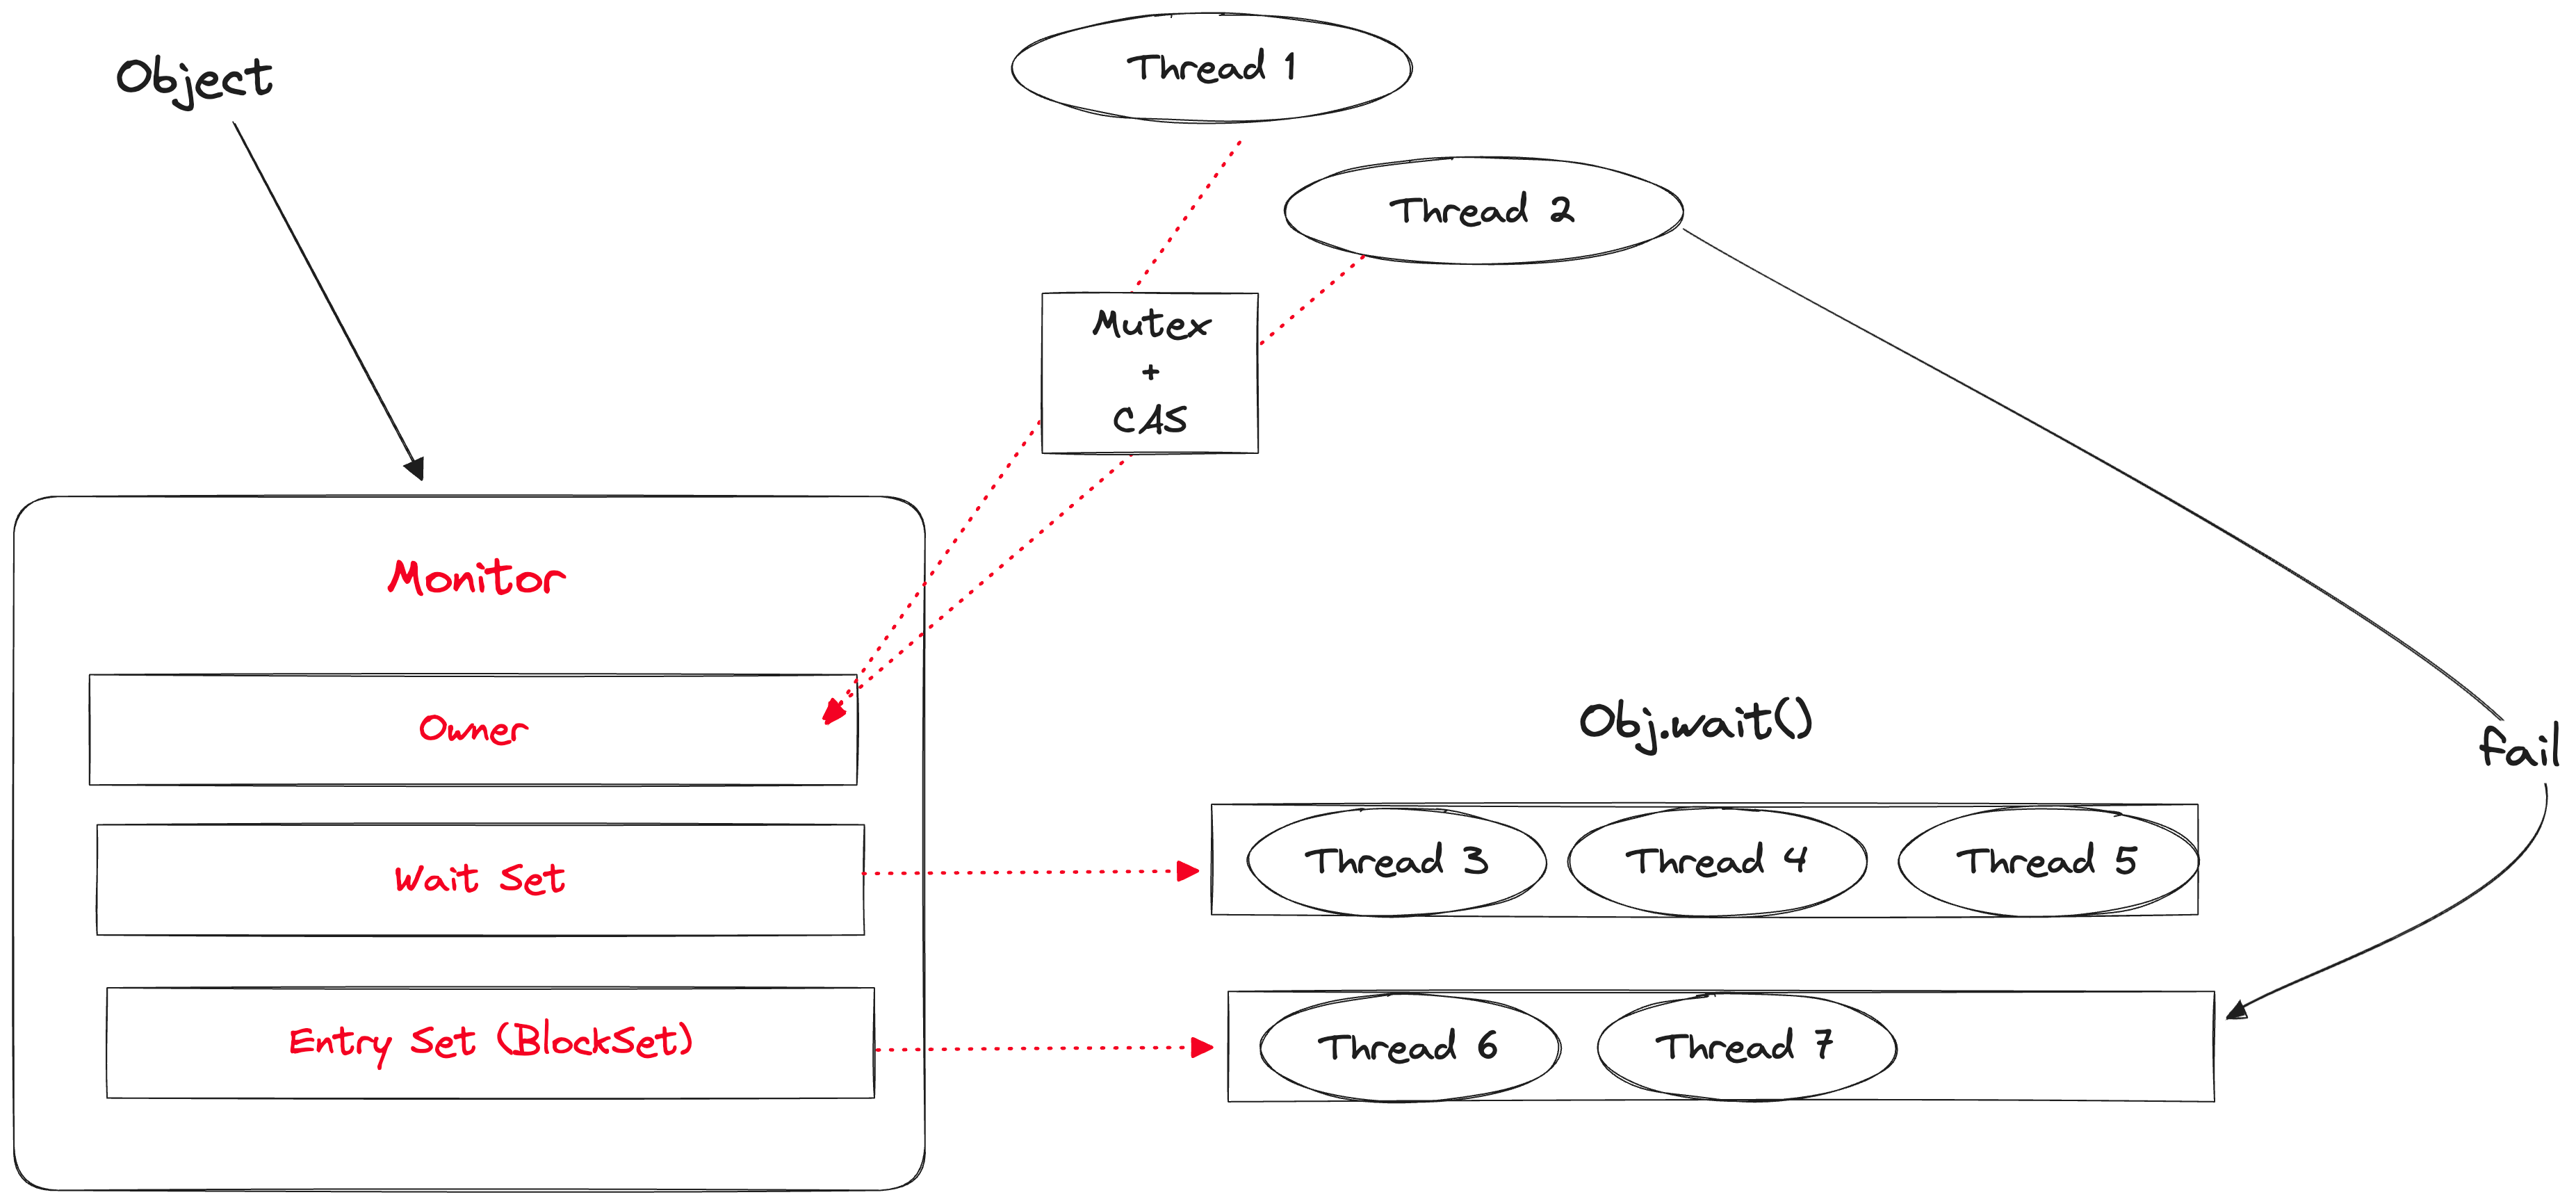 Object
Thread 1
Thread 2
Mutex
+
CAS
Monitor
Owner
Obj.wait()
fail
Wait Set
Thread 3
Thread 4
Thread 5
Entry Set (BlockSet)
Thread 6
Thread 7